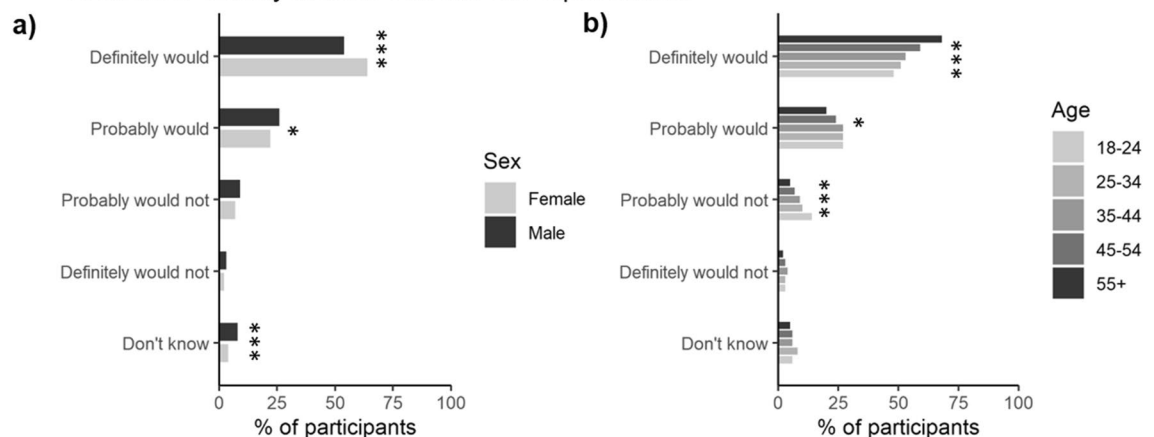 a)
Definitely would
***
Probably would
*
Probably would not
Definitely would not
Don't know
***
0 25 50 75 100
% of participants
Sex
Female
Male
b)
Definitely would
***
Probably would
*
Probably would not
***
Definitely would not
Don't know
0 25 50 75 100
% of participants
Age
18-24
25-34
35-44
45-54
55+